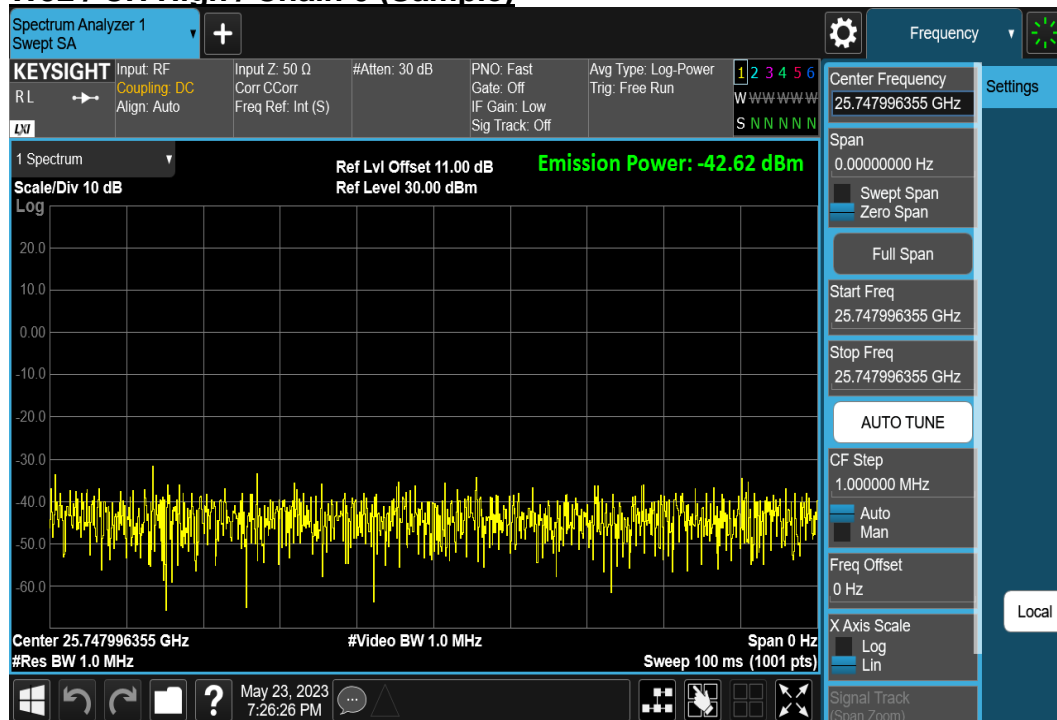 Spectrum Analyzer 1
Swept SA
Frequency
KEYSIGHT
R L
LXI
Input: RF
Coupling: DC
Align: Auto
Input Z: 50 Ω
Corr CCorr
Freq Ref: Int (S)
#Atten: 30 dB
PNO: Fast
Gate: Off
IF Gain: Low
Sig Track: Off
Avg Type: Log-Power
Trig: Free Run
1 2 3 4 5 6
W W W W W W
S N N N N N
1 Spectrum
Scale/Div 10 dB
Log
Ref Lvl Offset 11.00 dB
Ref Level 30.00 dBm
Emission Power: -42.62 dBm
20.0
10.0
0.00
-10.0
-20.0
-30.0
-40.0
-50.0
-60.0
Center 25.747996355 GHz
#Res BW 1.0 MHz
#Video BW 1.0 MHz
Span 0 Hz
Sweep 100 ms (1001 pts)
May 23, 2023
7:26:26 PM
Center Frequency
25.747996355 GHz
Span
0.00000000 Hz
Swept Span
Zero Span
Full Span
Start Freq
25.747996355 GHz
Stop Freq
25.747996355 GHz
AUTO TUNE
CF Step
1.000000 MHz
Auto
Man
Freq Offset
0 Hz
X Axis Scale
Log
Lin
Signal Track
(Span Zoom)
Settings
Local